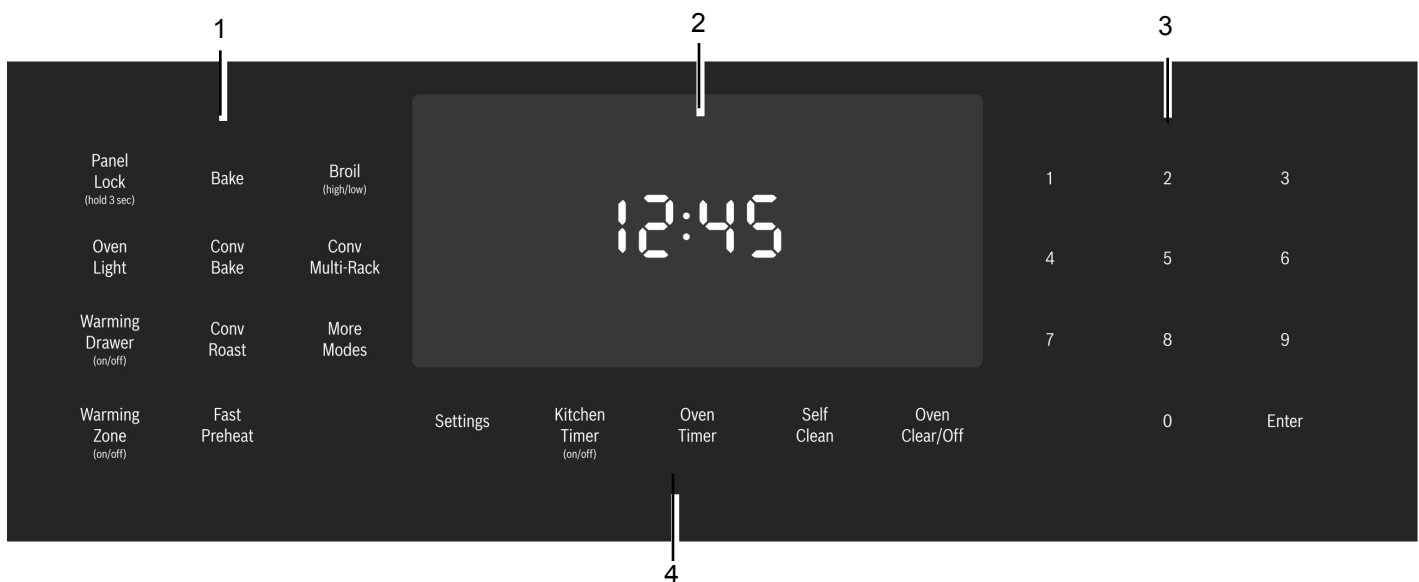 1
2
3
Panel
Lock
(hold 3 sec)
Bake
Broil
(high/low)
Oven
Light
Conv
Bake
Conv
Multi-Rack
Warming
Drawer
(on/off)
Conv
Roast
More
Modes
Warming
Zone
(on/off)
Fast
Preheat
12:45
Settings
Kitchen
Timer
(on/off)
Oven
Timer
Self
Clean
Oven
Clear/Off
1
2
3
4
5
6
7
8
9
0
Enter
4